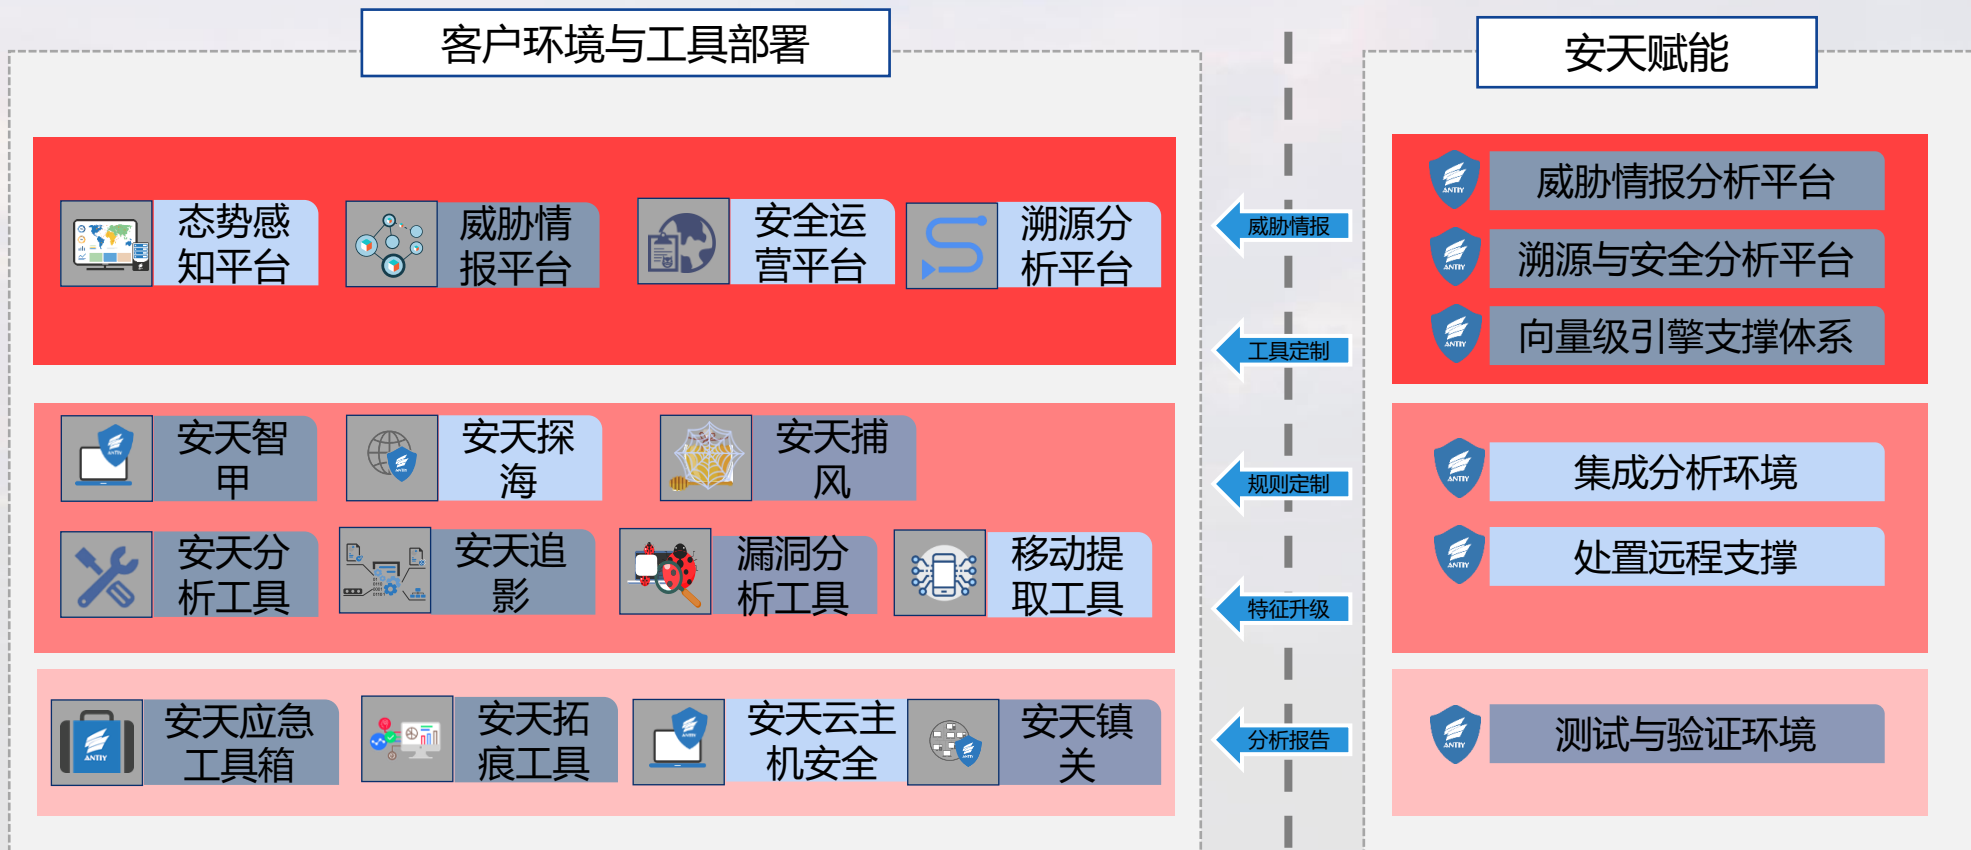 客户环境与工具部署
安天赋能
态势感
知平台
威胁情
报平台
安全运
营平台
溯源分
析平台
安天智
甲
安天探
海
安天捕
风
安天分
析工具
安天追
影
漏洞分
析工具
移动提
取工具
安天应急
工具箱
ANTIY
安天拓
痕工具
安天云主
机安全
安天镇
关
威胁情报
工具定制
规则定制
特征升级
分析报告
ANTIY
威胁情报分析平台
ANTIY
溯源与安全分析平台
ANTIY
向量级引擎支撑体系
ANTIY
集成分析环境
ANTIY
处置远程支撑
ANTIY
测试与验证环境